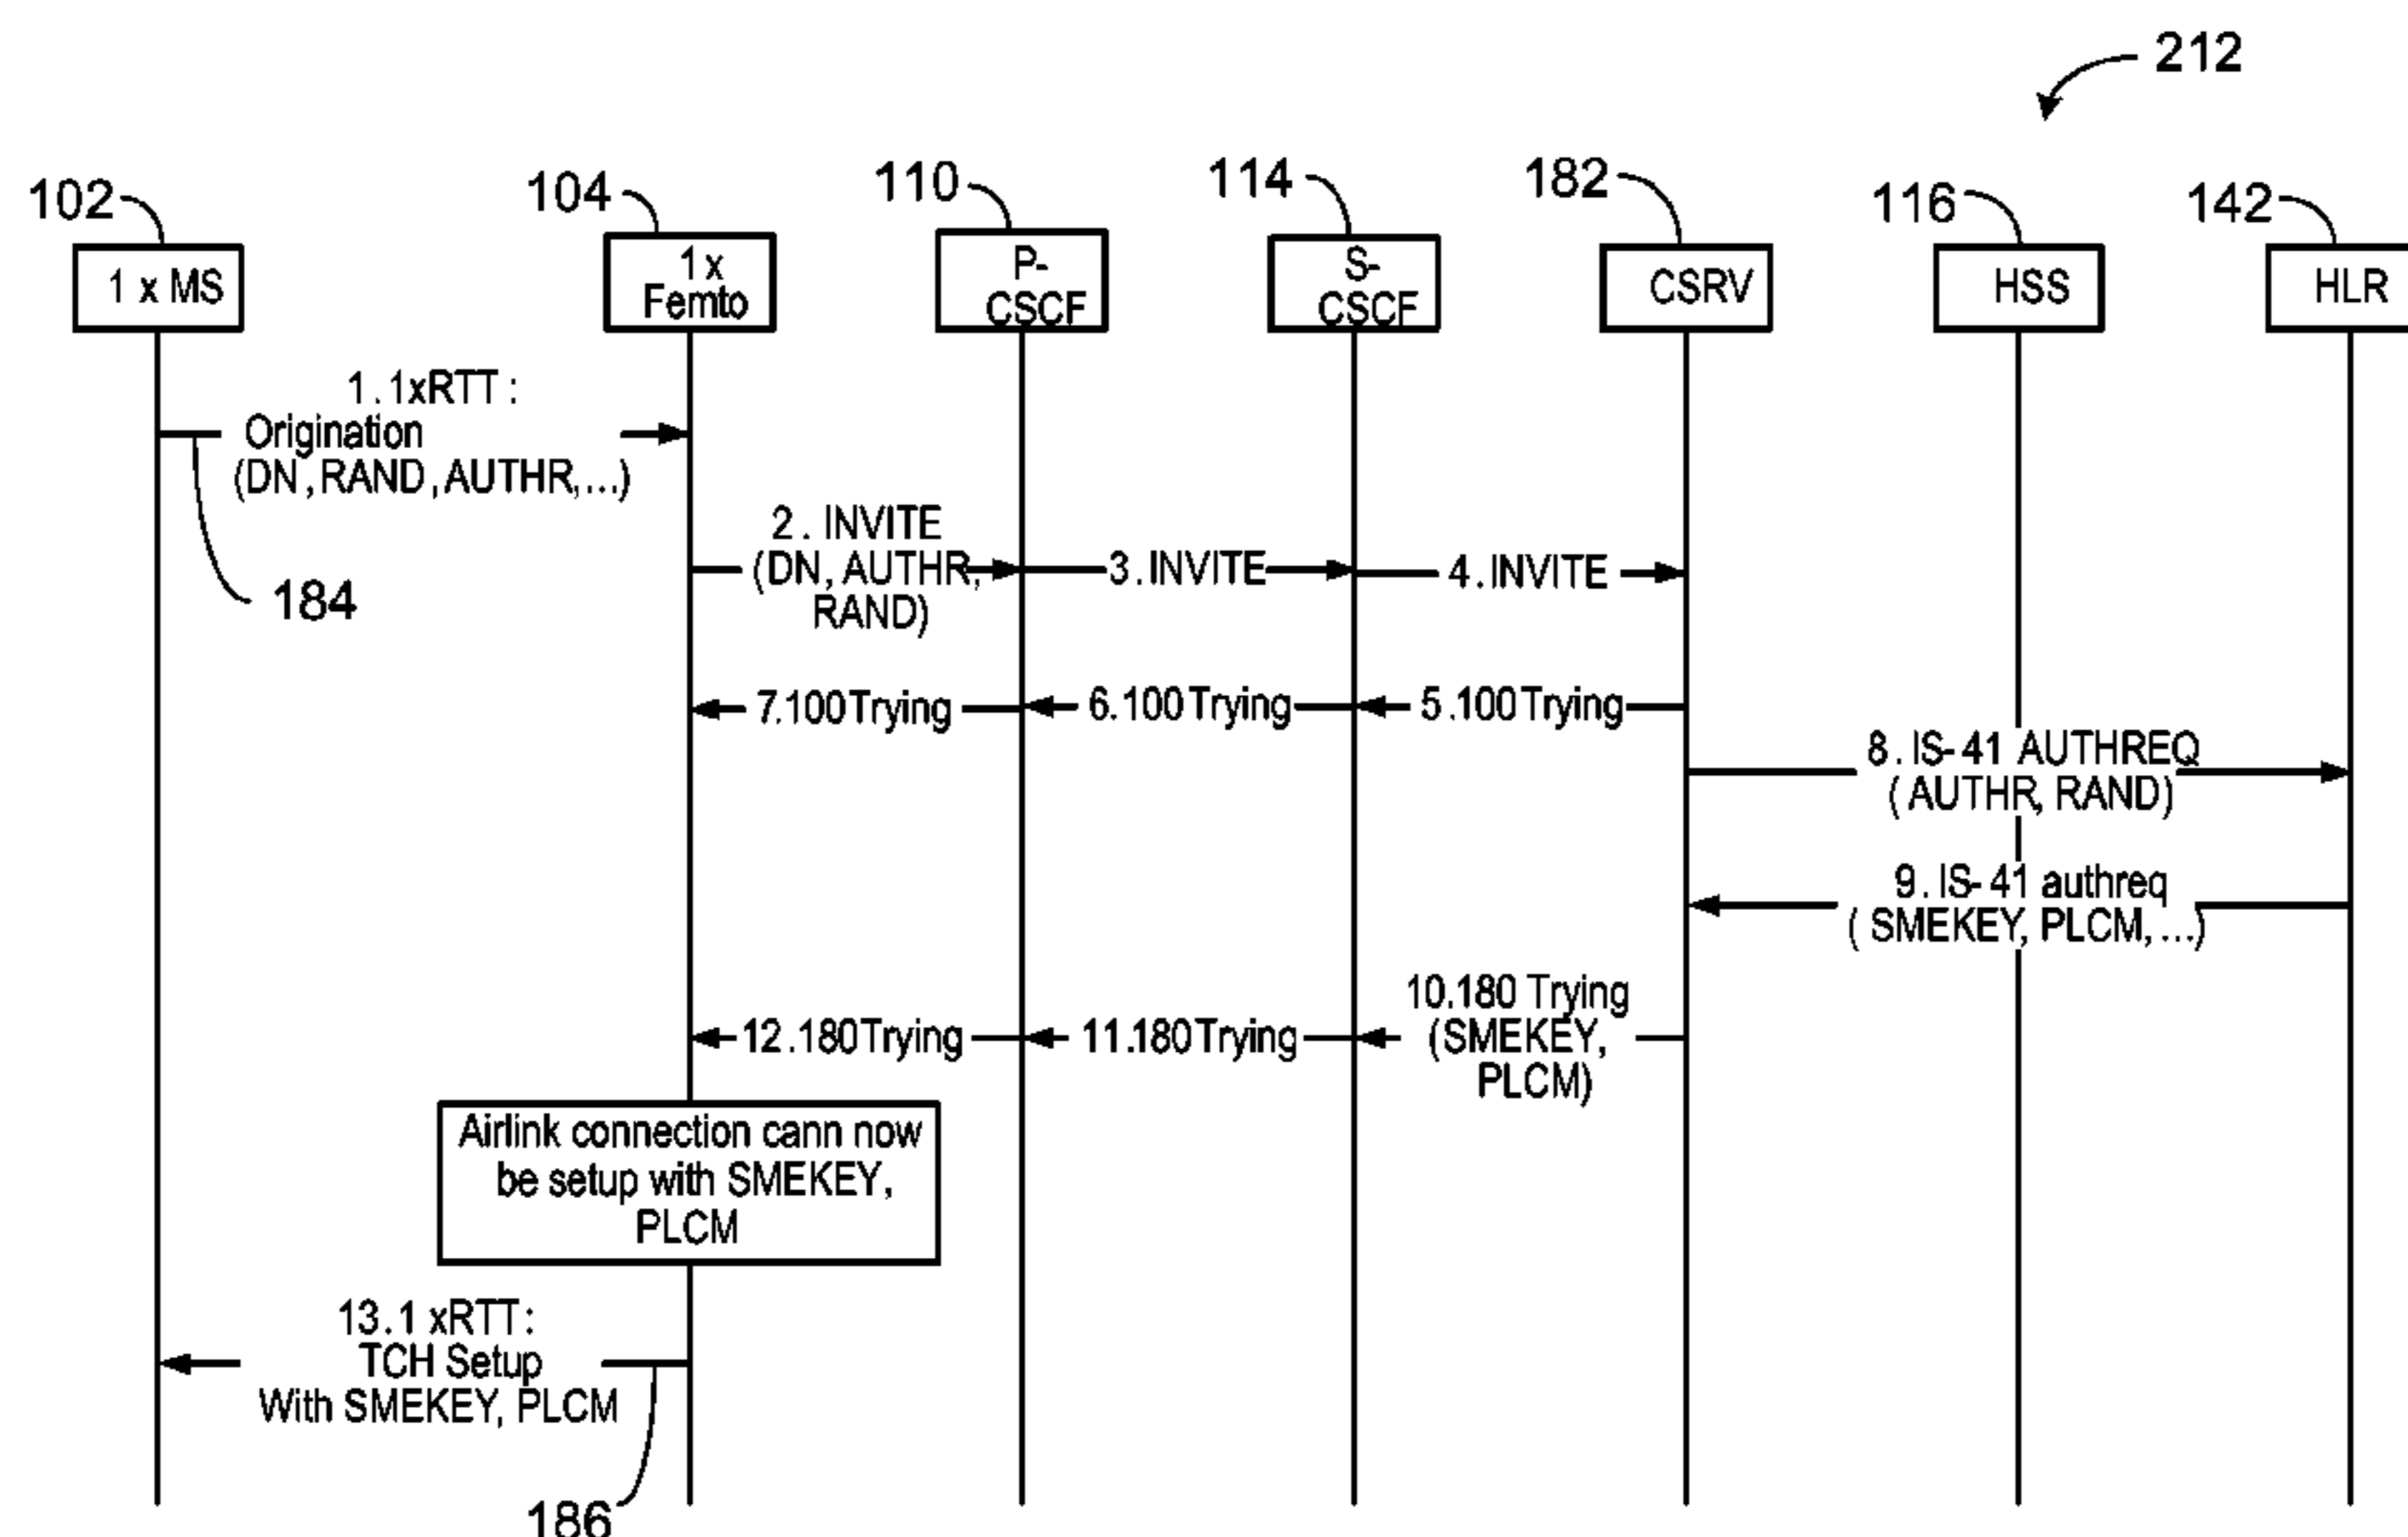 212
102
104
110
114
182
116
142
1 x MS
1 x
Femto
P-
CSCF
S-
CSCF
CSRV
HSS
HLR
1. 1xRTT :
Origination
(DN, RAND, AUTHR, ...)
184
2. INVITE
(DN, AUTHR,
RAND)
3. INVITE
4. INVITE
7.100 Trying
6.100 Trying
5.100 Trying
8. IS-41 AUTHREQ
( AUTHR, RAND)
9. IS-41 authreq
( SMEKEY, PLCM, ...)
10.180 Trying
(SMEKEY,
PLCM)
12.180 Trying
11.180 Trying
Airlink connection cann now
be setup with SMEKEY,
PLCM
13.1 xRTT:
TCH Setup
With SMEKEY, PLCM
186